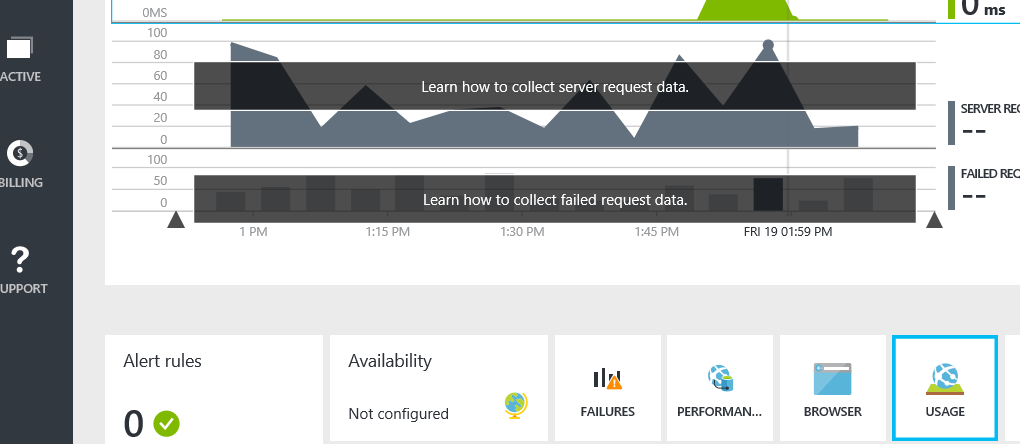 0MS
0 ms
100
80
60
40
20
0
Learn how to collect server request data.
SERVER REC
--
100
50
0
Learn how to collect failed request data.
FAILED REQ
--
1 PM
1:15 PM
1:30 PM
1:45 PM
FRI 19 01:59 PM
ACTIVE
BILLING
UPPORT
Alert rules
0
Availability
Not configured
FAILURES
PERFORMAN...
BROWSER
USAGE